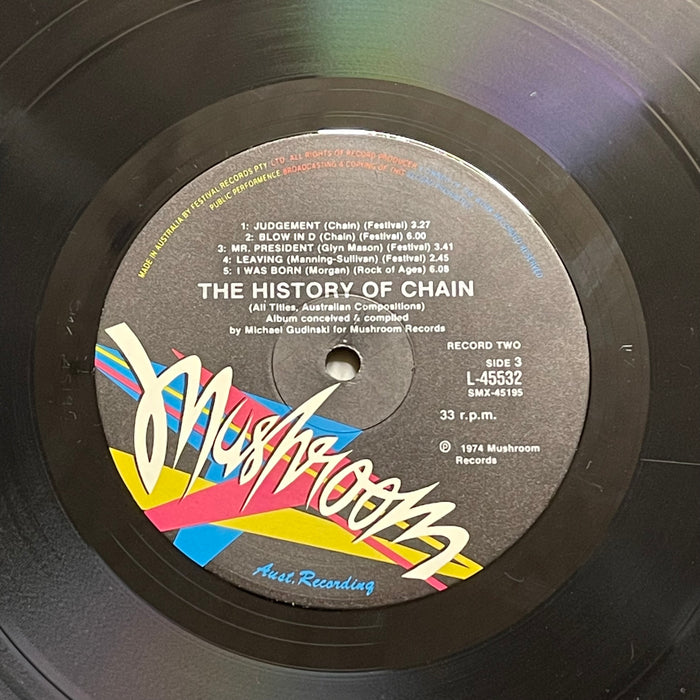 MADE IN AUSTRALIA BY FESTIVAL RECORDS PTY. LTD. ALL RIGHTS OF RECORD PRODUCER
PUBLIC PERFORMENCE BROADCASTING & COPYING OF THIS
1: JUDGEMENT (Chain) (Festival) 3.27
2: BLOW IN D (Chain) (Festival) 6.00
3: MR. PRESIDENT (Glyn Mason) (Festival) 3.41
4: LEAVING (Manning-Sullivan) (Festival) 2.45
5: I WAS BORN (Morgan) (Rock of Ages) 6.08
THE HISTORY OF CHAIN
(All Titles, Australian Compositions)
Album conceived & compiled
by Michael Gudinski for Mushroom Records
RECORD TWO
SIDE 3
L-45532
SMX-45195
33 r.p.m.
℗ 1974 Mushroom
Records
Mushroom
Aust. Recording